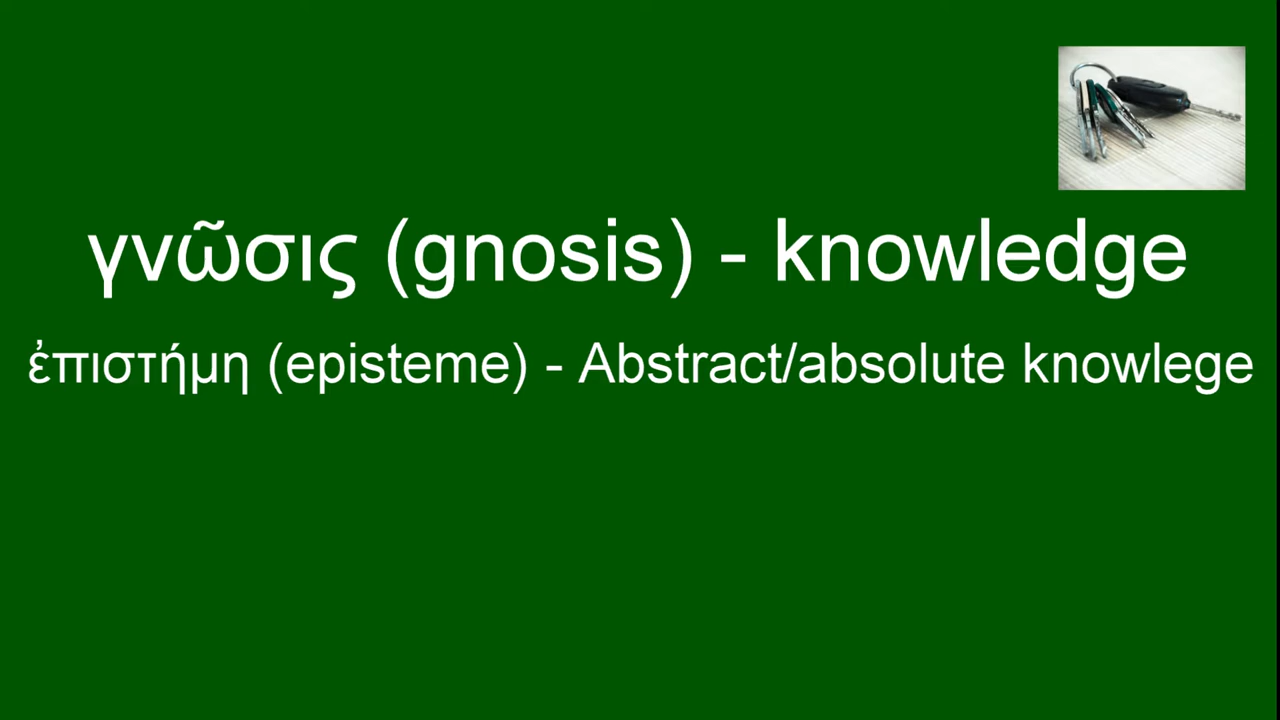 γνῶσις (gnosis) - knowledge
ἐπιστήμη (episteme) - Abstract/absolute knowlege